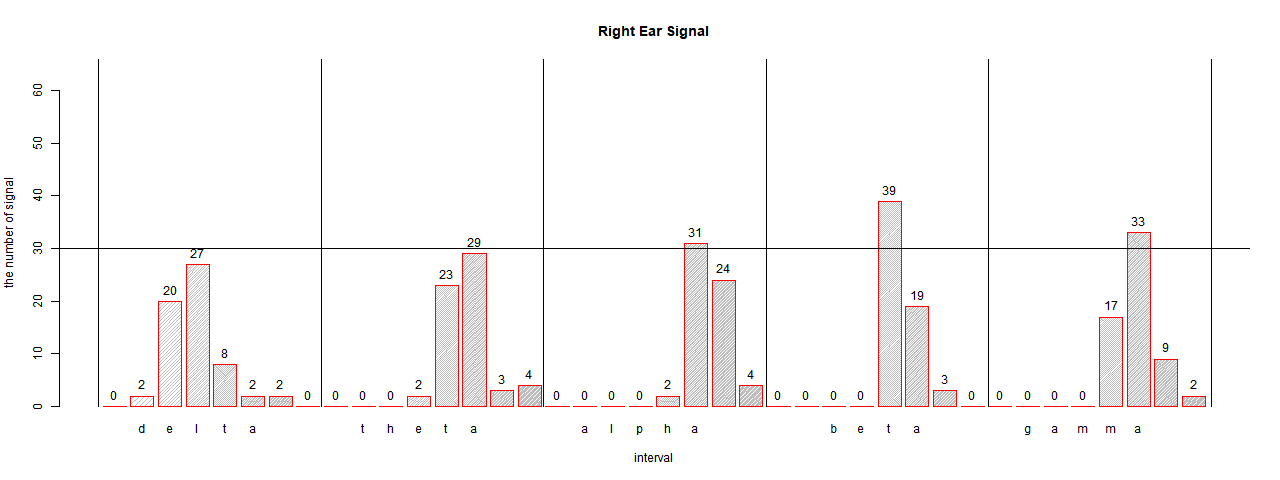 Right Ear Signal
the number of signal
60
50
40
30
20
10
0
0 2 20 27 8 2 2 0 0 0 0 2 23 29 3 4 0 0 0 0 2 31 24 4 0 0 0 0 39 19 3 0 0 0 0 0 17 33 9 2
d e l t a t h e t a a l p h a b e t a g a m m a
interval